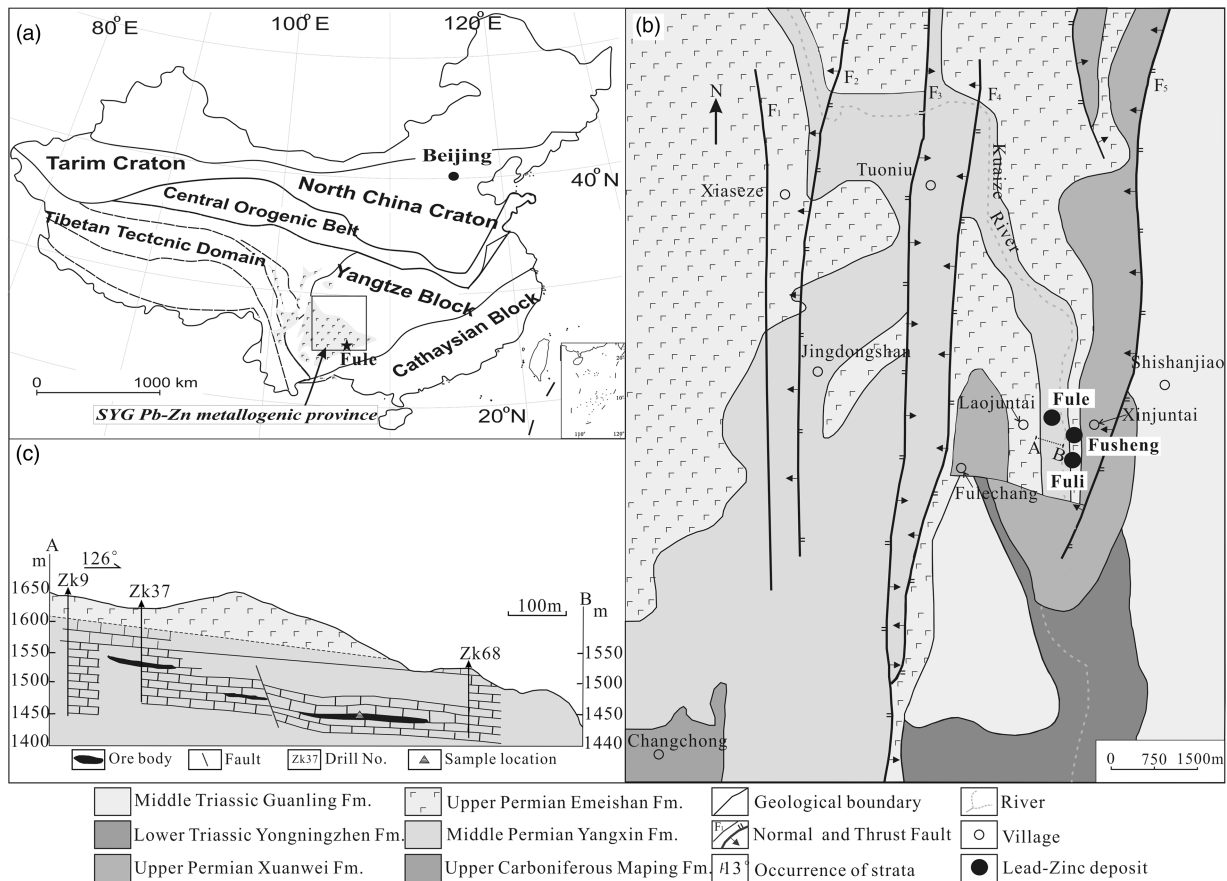 (a)
80°E
100°E
120°E
Tarim Craton
Beijing
40°N
North China Craton
Central Orogenic Belt
Tibetan Tectcnic Domain
Yangtze Block
Cathaysian Block
Fule
0 1000 km
SYG Pb-Zn metallogenic province
20°N
20°
10°
110° 120°
(b)
N
F1
F2
F3
F4
F5
Kuaize
River
Xiaseze
Tuoniu
Jingdongshan
Shishanjiao
Laojuntai
Fule
Xinjuntai
A
B
Fusheng
Fuli
Fulechang
Changchong
0 750 1500m
(c)
A
m
126°
Zk9
Zk37
Zk68
100m
B
m
1650
1600
1550
1500
1450
1400
1550
1500
1450
1440
Ore body
Fault
Zk37 Drill No.
Sample location
Middle Triassic Guanling Fm.
Upper Permian Emeishan Fm.
Geological boundary
River
Lower Triassic Yongningzhen Fm.
Middle Permian Yangxin Fm.
F1 Normal and Thrust Fault
Village
Upper Permian Xuanwei Fm.
Upper Carboniferous Maping Fm.
13° Occurrence of strata
Lead-Zinc deposit